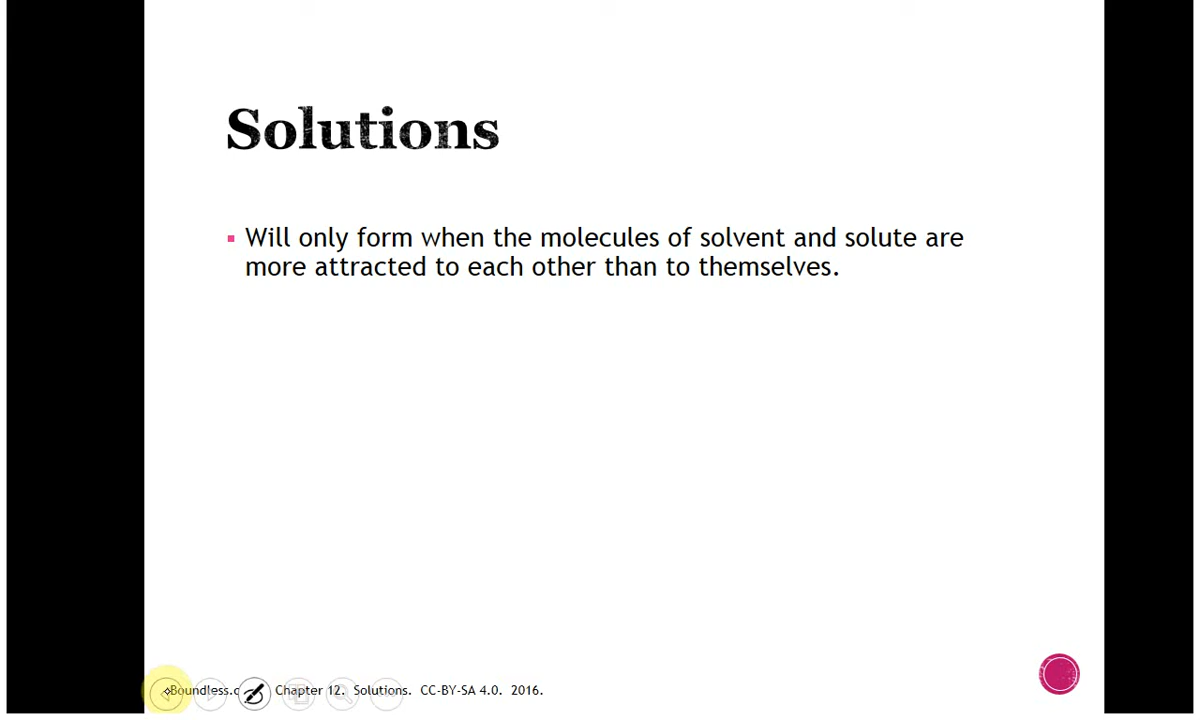 Solutions
Will only form when the molecules of solvent and solute are
more attracted to each other than to themselves.
Chapter 12. Solutions. CC-BY-SA 4.0. 2016.